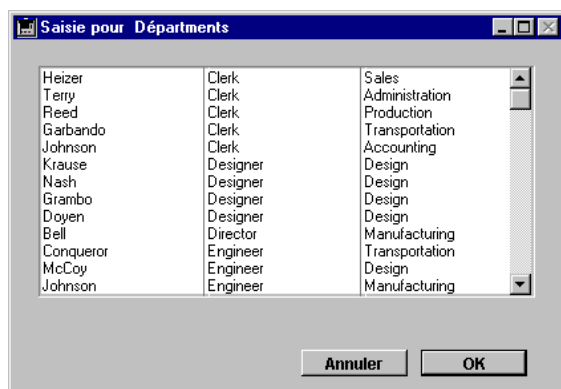 Saisie pour Départments
Heizer Clerk Sales
Terry Clerk Administration
Reed Clerk Production
Garbando Clerk Transportation
Johnson Clerk Accounting
Krause Designer Design
Nash Designer Design
Grambo Designer Design
Doyen Designer Design
Bell Director Manufacturing
Conqueror Engineer Transportation
McCoy Engineer Design
Johnson Engineer Manufacturing
Annuler OK